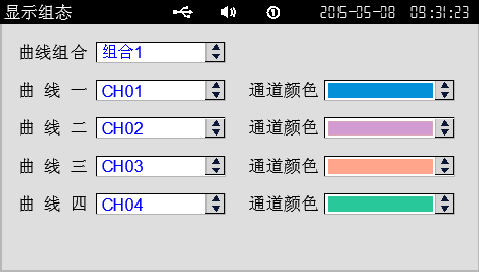 显示组态 1 2015-05-08 09:31:23
曲线组合 组合1
曲 线 一 CH01 通道颜色
曲 线 二 CH02 通道颜色
曲 线 三 CH03 通道颜色
曲 线 四 CH04 通道颜色